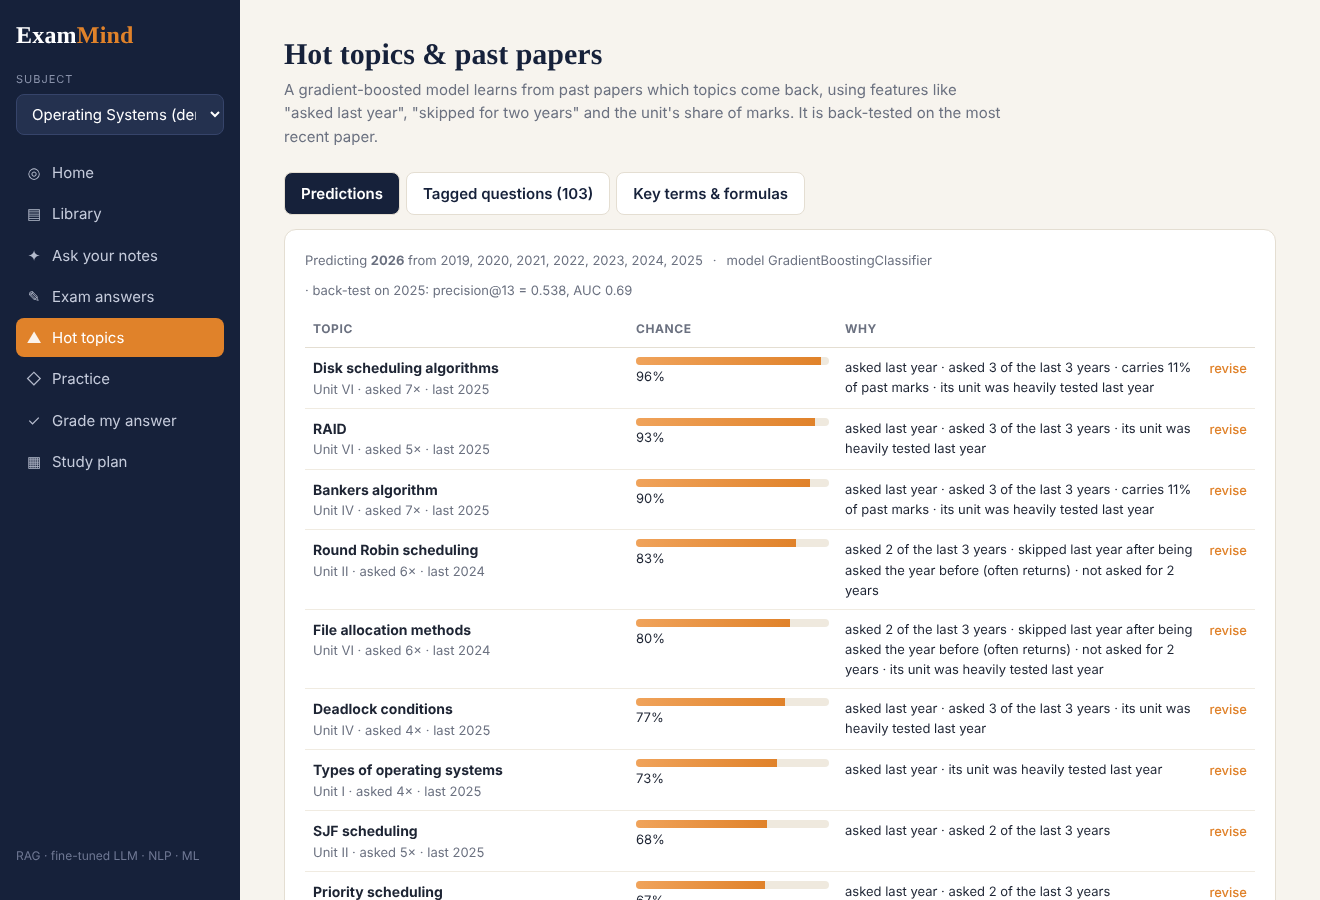 ExamMind
SUBJECT
Operating Systems (de
Home
Library
Ask your notes
Exam answers
Hot topics
Practice
Grade my answer
Study plan
RAG · fine-tuned LLM · NLP · ML
Hot topics & past papers
A gradient-boosted model learns from past papers which topics come back, using features like
"asked last year", "skipped for two years" and the unit's share of marks. It is back-tested on the most
recent paper.
Predictions
Tagged questions (103)
Key terms & formulas
Predicting 2026 from 2019, 2020, 2021, 2022, 2023, 2024, 2025 · model GradientBoostingClassifier
· back-test on 2025: precision@13 = 0.538, AUC 0.69
TOPIC CHANCE WHY
Disk scheduling algorithms
Unit VI · asked 7× · last 2025
96%
asked last year · asked 3 of the last 3 years · carries 11%
of past marks · its unit was heavily tested last year
revise
RAID
Unit VI · asked 5× · last 2025
93%
asked last year · asked 3 of the last 3 years · its unit was
heavily tested last year
revise
Bankers algorithm
Unit IV · asked 7× · last 2025
90%
asked last year · asked 3 of the last 3 years · carries 11%
of past marks · its unit was heavily tested last year
revise
Round Robin scheduling
Unit II · asked 6× · last 2024
83%
asked 2 of the last 3 years · skipped last year after being
asked the year before (often returns) · not asked for 2
years
revise
File allocation methods
Unit VI · asked 6× · last 2024
80%
asked 2 of the last 3 years · skipped last year after being
asked the year before (often returns) · not asked for 2
years · its unit was heavily tested last year
revise
Deadlock conditions
Unit IV · asked 4× · last 2025
77%
asked last year · asked 3 of the last 3 years · its unit was
heavily tested last year
revise
Types of operating systems
Unit I · asked 4× · last 2025
73%
asked last year · its unit was heavily tested last year
revise
SJF scheduling
Unit II · asked 5× · last 2025
68%
asked last year · asked 2 of the last 3 years
revise
Priority scheduling
67%
asked last year · asked 2 of the last 3 years
revise